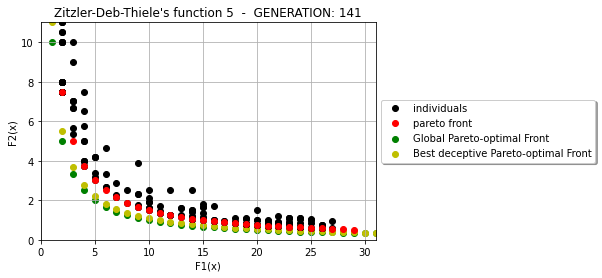 Zitzler-Deb-Thiele's function 5 - GENERATION: 141
10
8
6
4
2
0
F2(x)
0 5 10 15 20 25 30
F1(x)
individuals
pareto front
Global Pareto-optimal Front
Best deceptive Pareto-optimal Front